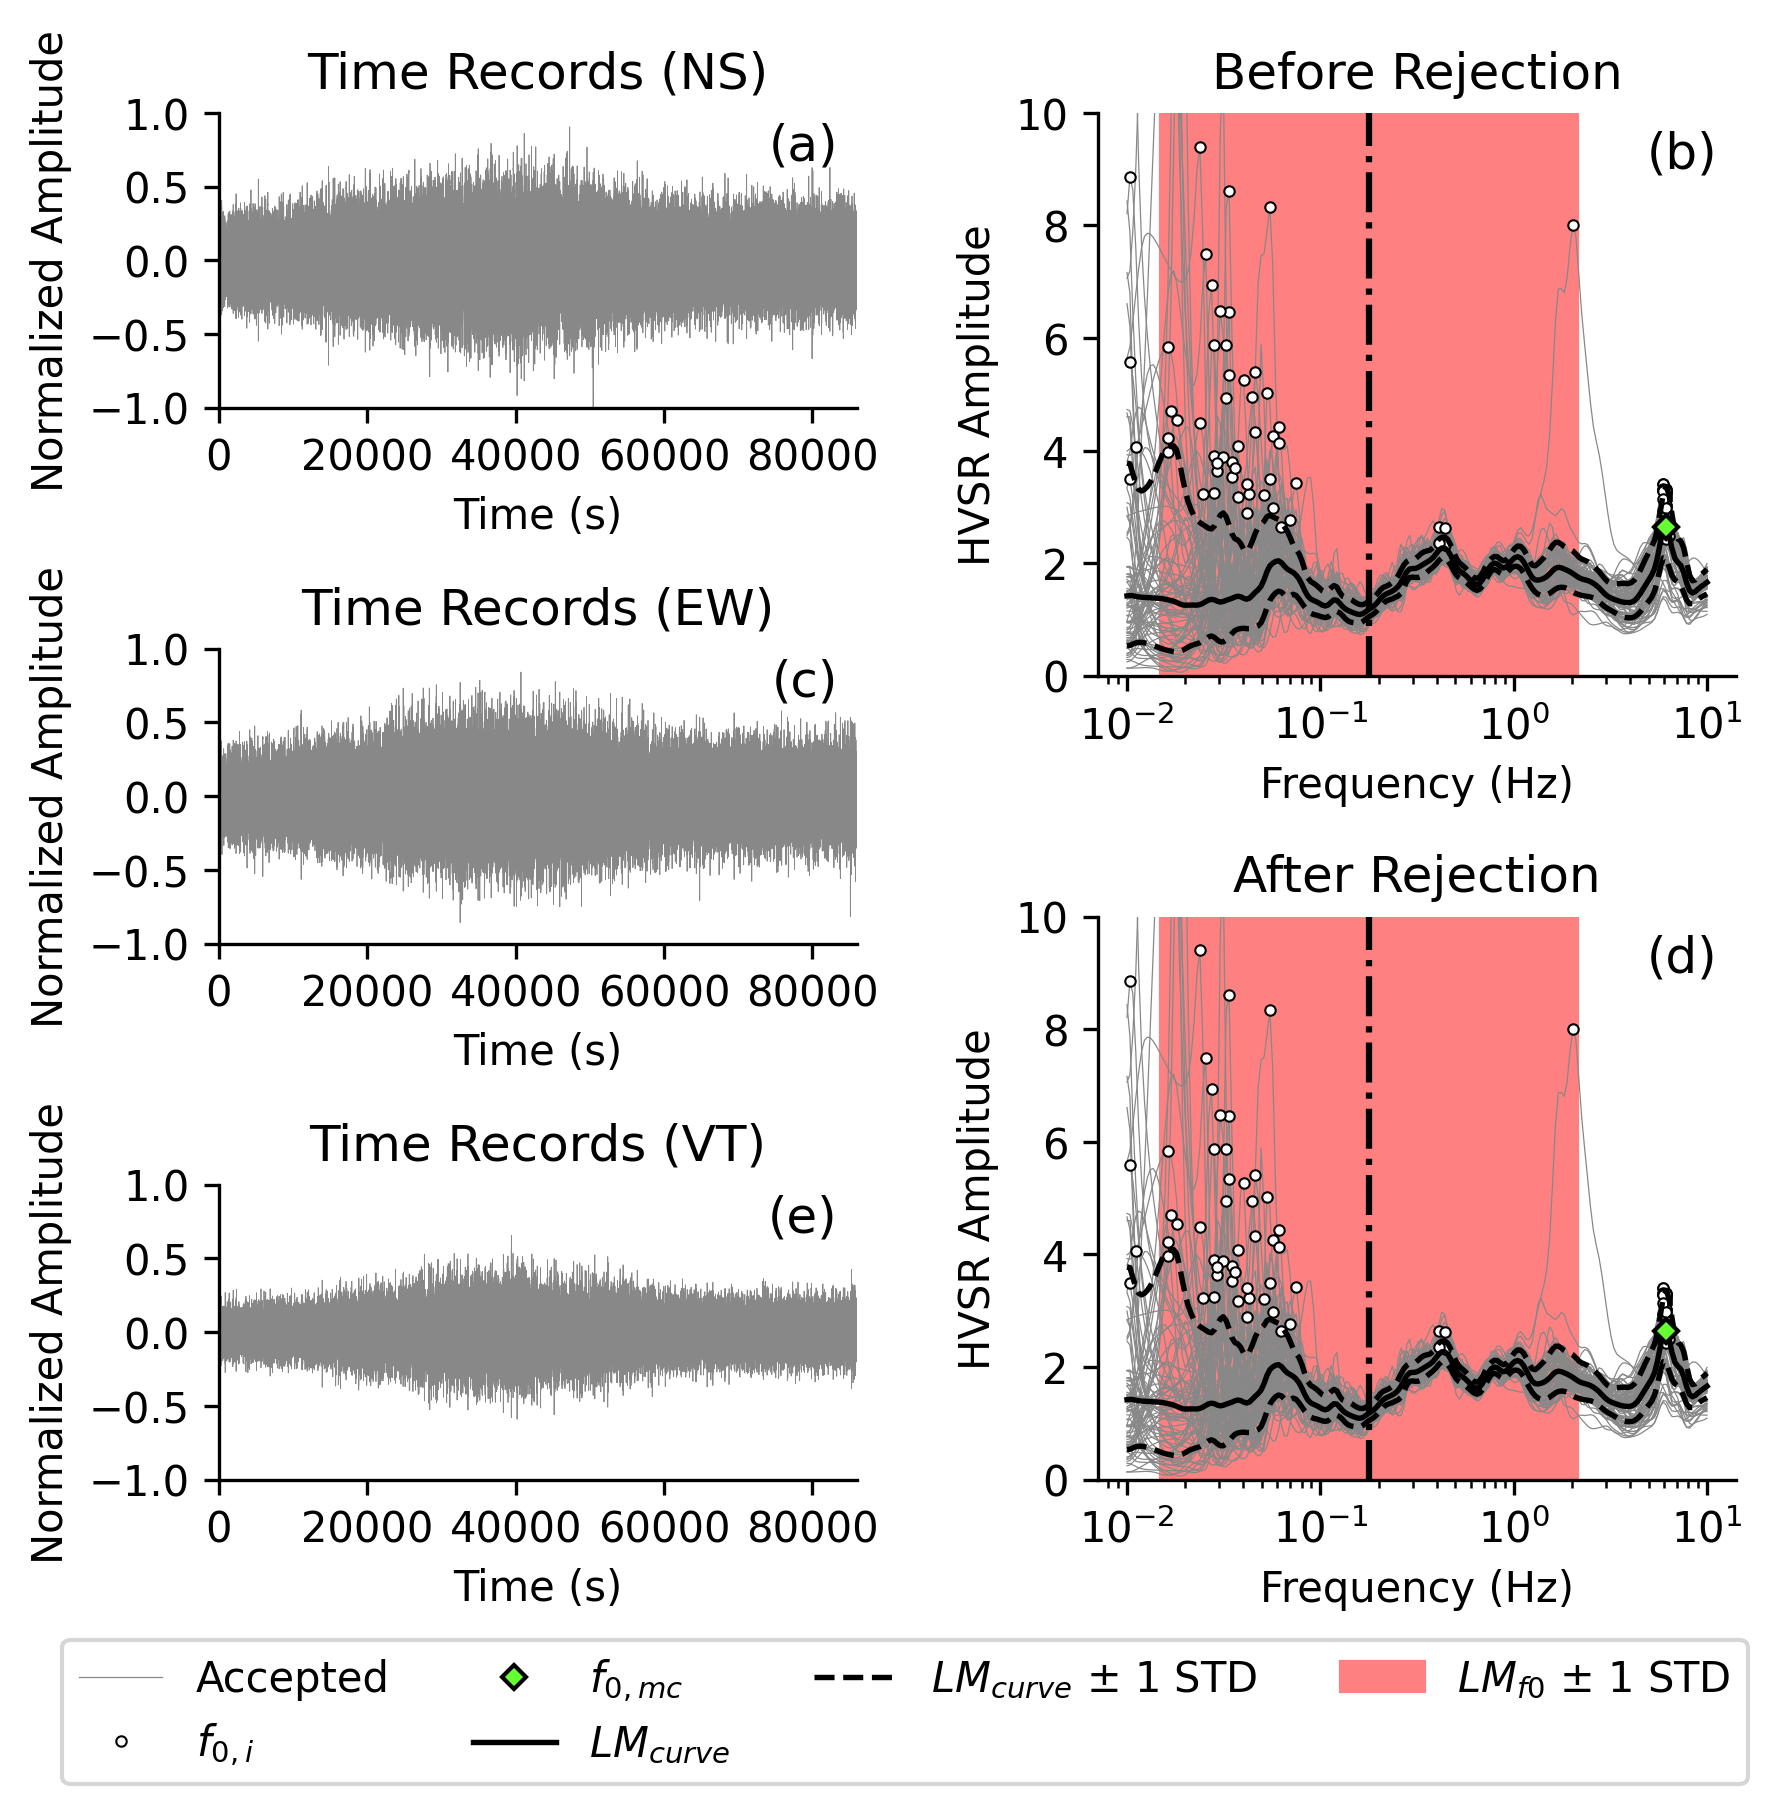 Time Records (NS)
Normalized Amplitude
1.0
0.5
0.0
−0.5
−1.0
(a)
0 20000 40000 60000 80000
Time (s)
Before Rejection
HVSR Amplitude
10
8
6
4
2
0
(b)
10⁻² 10⁻¹ 10⁰ 10¹
Frequency (Hz)
Time Records (EW)
Normalized Amplitude
1.0
0.5
0.0
−0.5
−1.0
(c)
0 20000 40000 60000 80000
Time (s)
After Rejection
HVSR Amplitude
10
8
6
4
2
0
(d)
10⁻² 10⁻¹ 10⁰ 10¹
Frequency (Hz)
Time Records (VT)
Normalized Amplitude
1.0
0.5
0.0
−0.5
−1.0
(e)
0 20000 40000 60000 80000
Time (s)
Accepted f0,mc LMcurve ± 1 STD LMf0 ± 1 STD
f0,i LMcurve